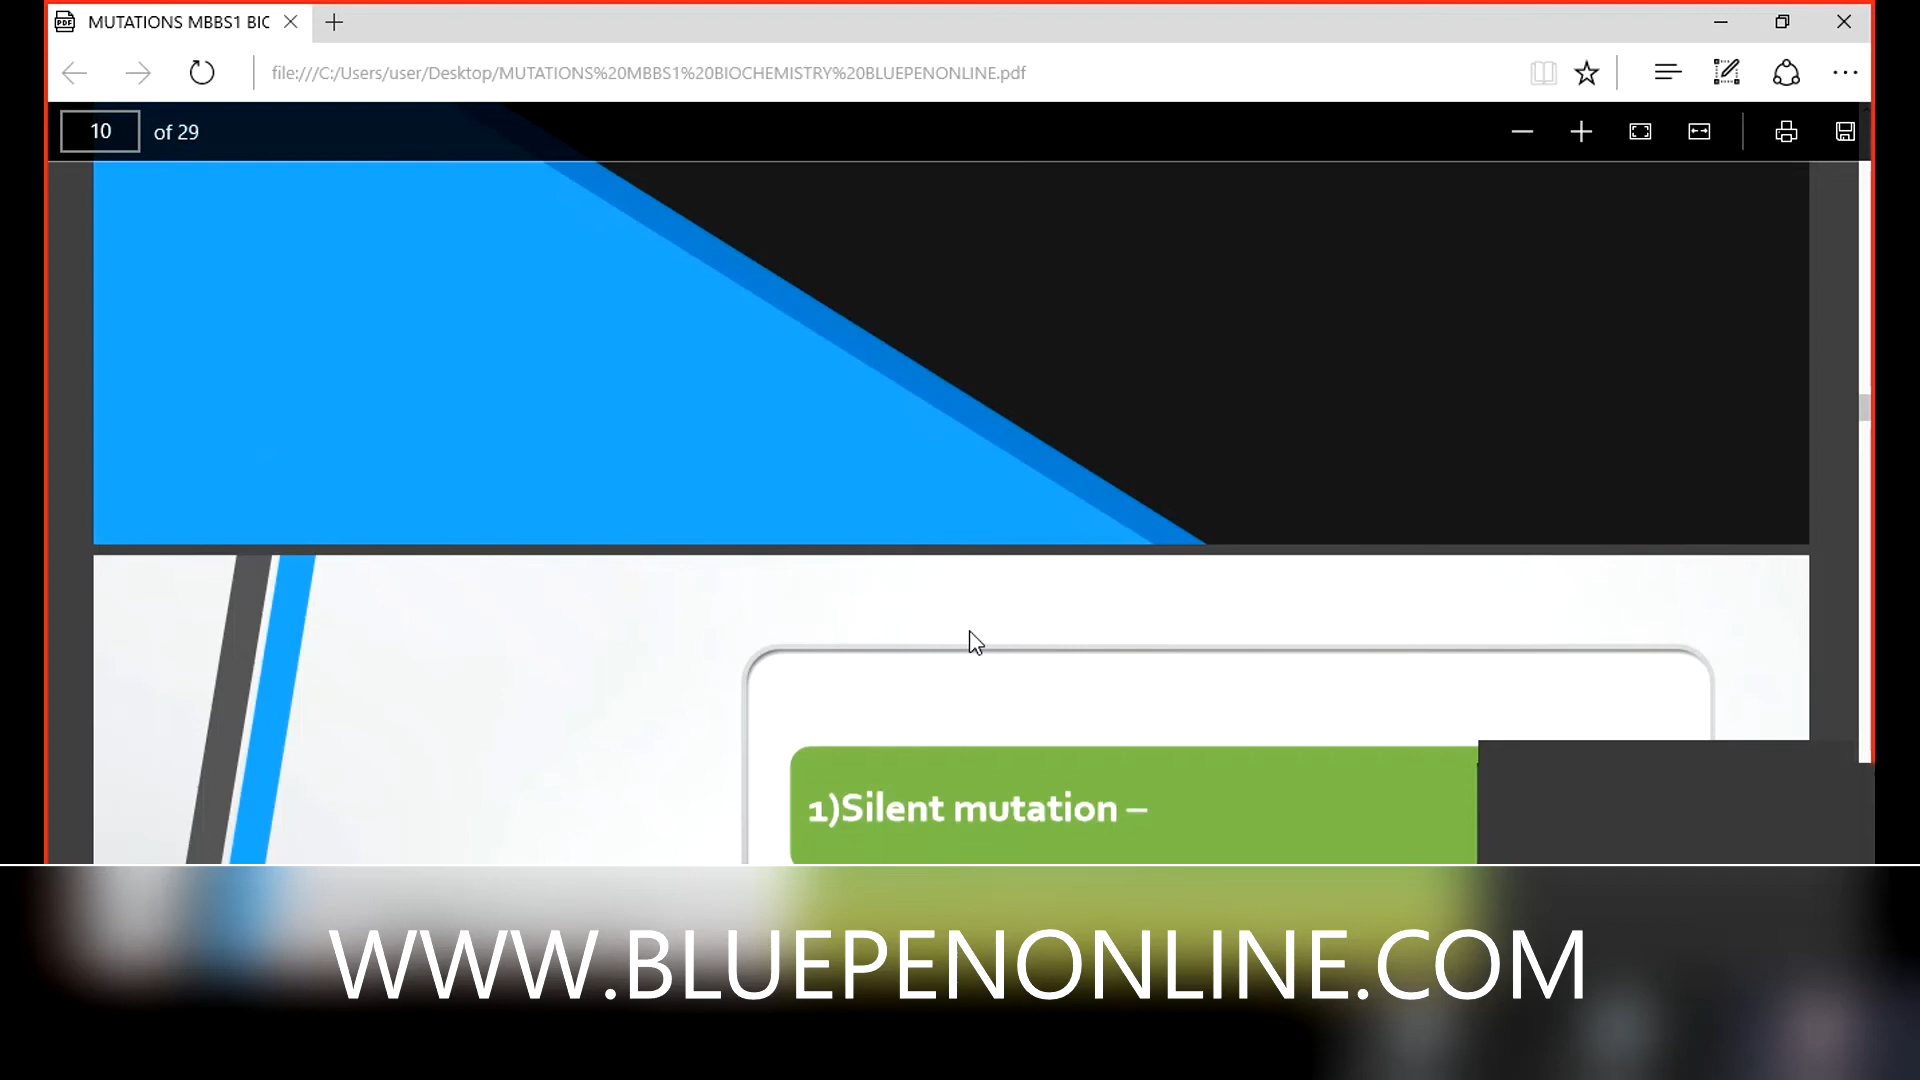 MUTATIONS MBBS1 BIC
file:///C:/Users/user/Desktop/MUTATIONS%20MBBS1%20BIOCHEMISTRY%20BLUEPENONLINE.pdf
10 of 29
1)Silent mutation –
WWW.BLUEPENONLINE.COM